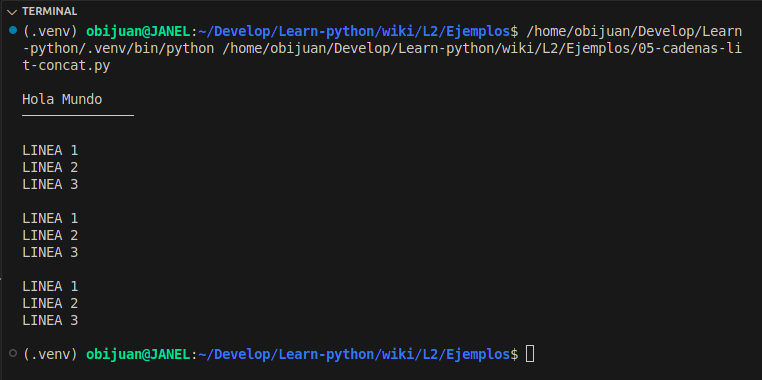 TERMINAL
(.venv) obijuan@JANEL:~/Develop/Learn-python/wiki/L2/Ejemplos$ /home/obijuan/Develop/Learn
-python/.venv/bin/python /home/obijuan/Develop/Learn-python/wiki/L2/Ejemplos/05-cadenas-li
t-concat.py
Hola Mundo
──────────────
LINEA 1
LINEA 2
LINEA 3
LINEA 1
LINEA 2
LINEA 3
LINEA 1
LINEA 2
LINEA 3
(.venv) obijuan@JANEL:~/Develop/Learn-python/wiki/L2/Ejemplos$